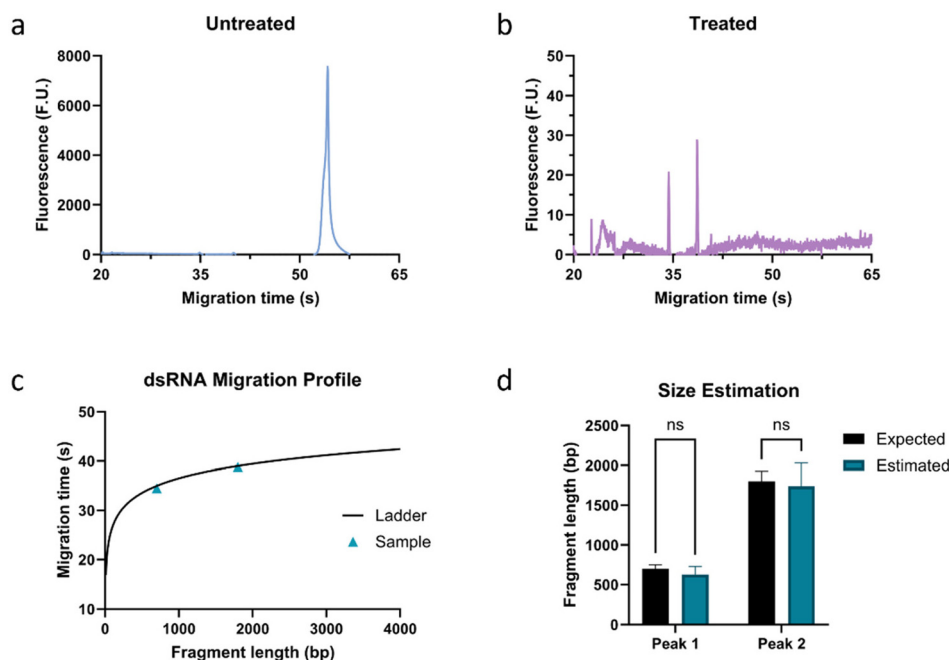 a
Untreated
Fluorescence (F.U.)
8000
6000
4000
2000
0
20 35 50 65
Migration time (s)
b
Treated
Fluorescence (F.U.)
50
40
30
20
10
0
20 35 50 65
Migration time (s)
c
dsRNA Migration Profile
Migration time (s)
50
40
30
20
10
Ladder
Sample
0 1000 2000 3000 4000
Fragment length (bp)
d
Size Estimation
Fragment length (bp)
2500
2000
1500
1000
500
0
ns ns
Expected
Estimated
Peak 1 Peak 2